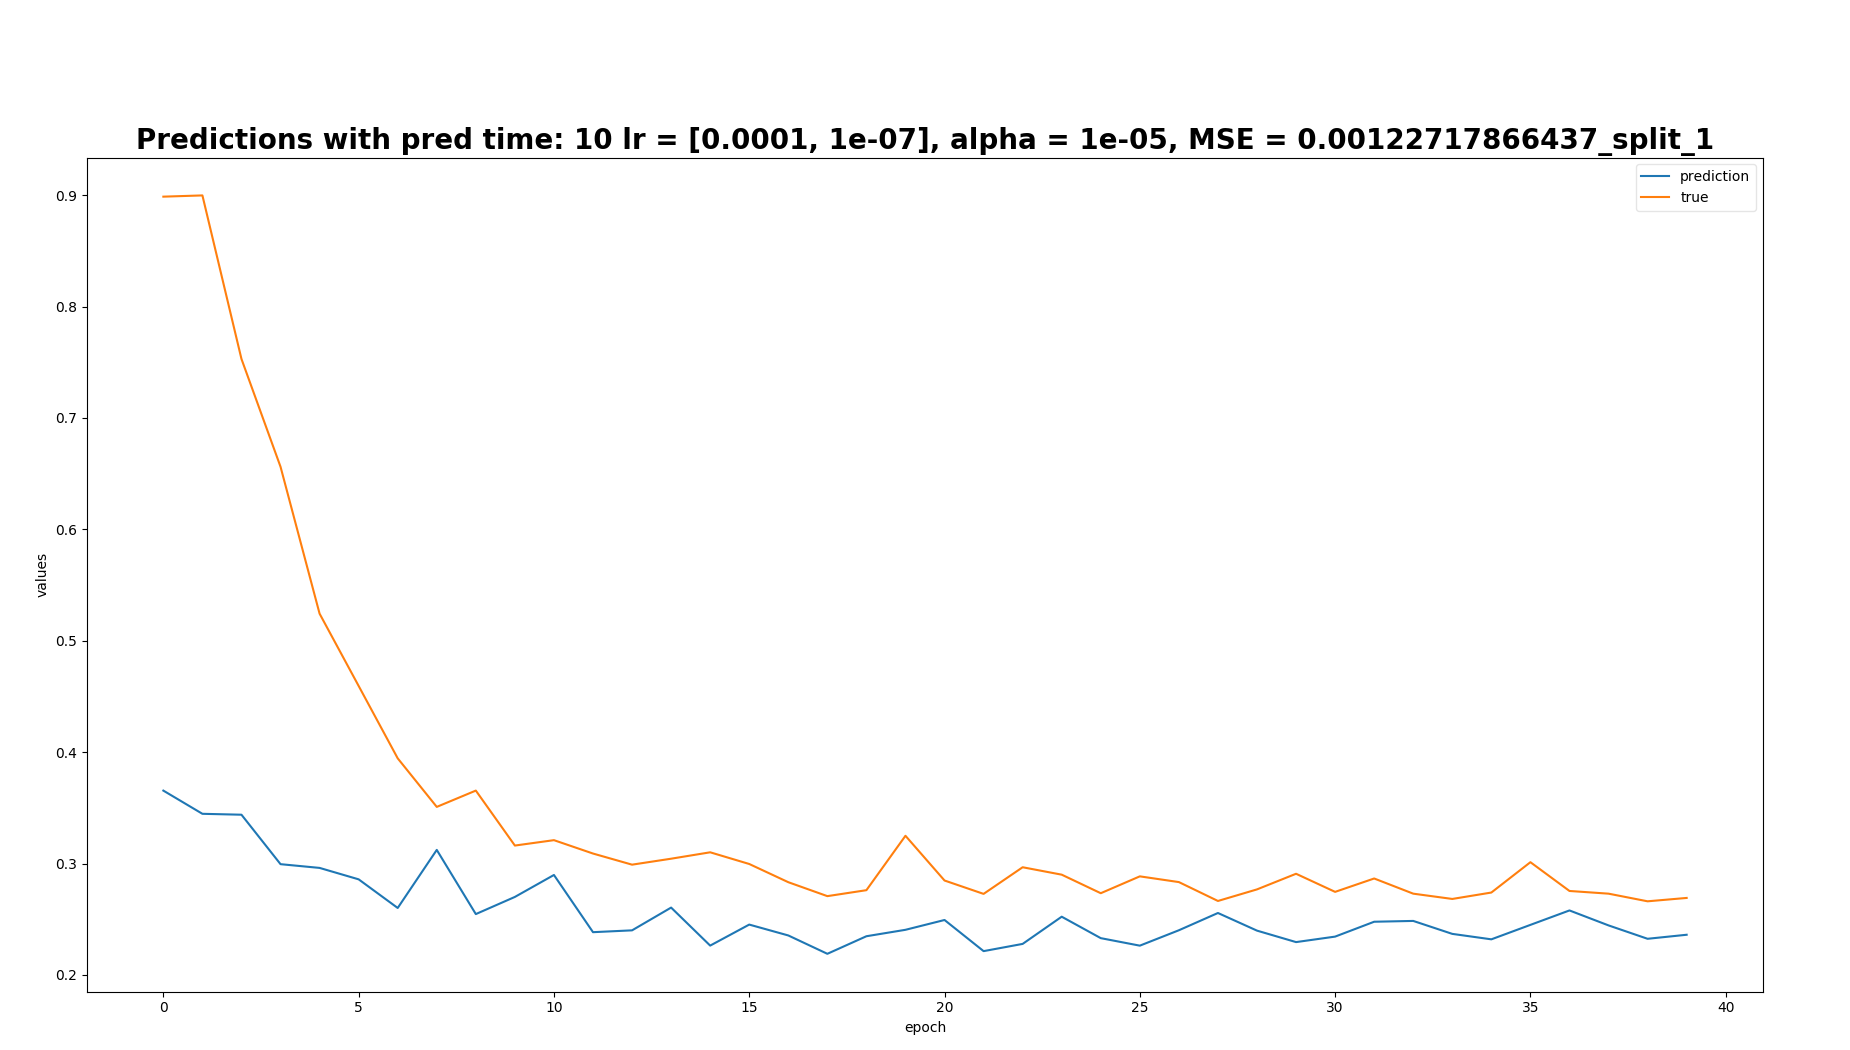 Predictions with pred time: 10 lr = [0.0001, 1e-07], alpha = 1e-05, MSE = 0.00122717866437_split_1
prediction
true
0.9
0.8
0.7
0.6
0.5
0.4
0.3
0.2
values
0 5 10 15 20 25 30 35 40
epoch